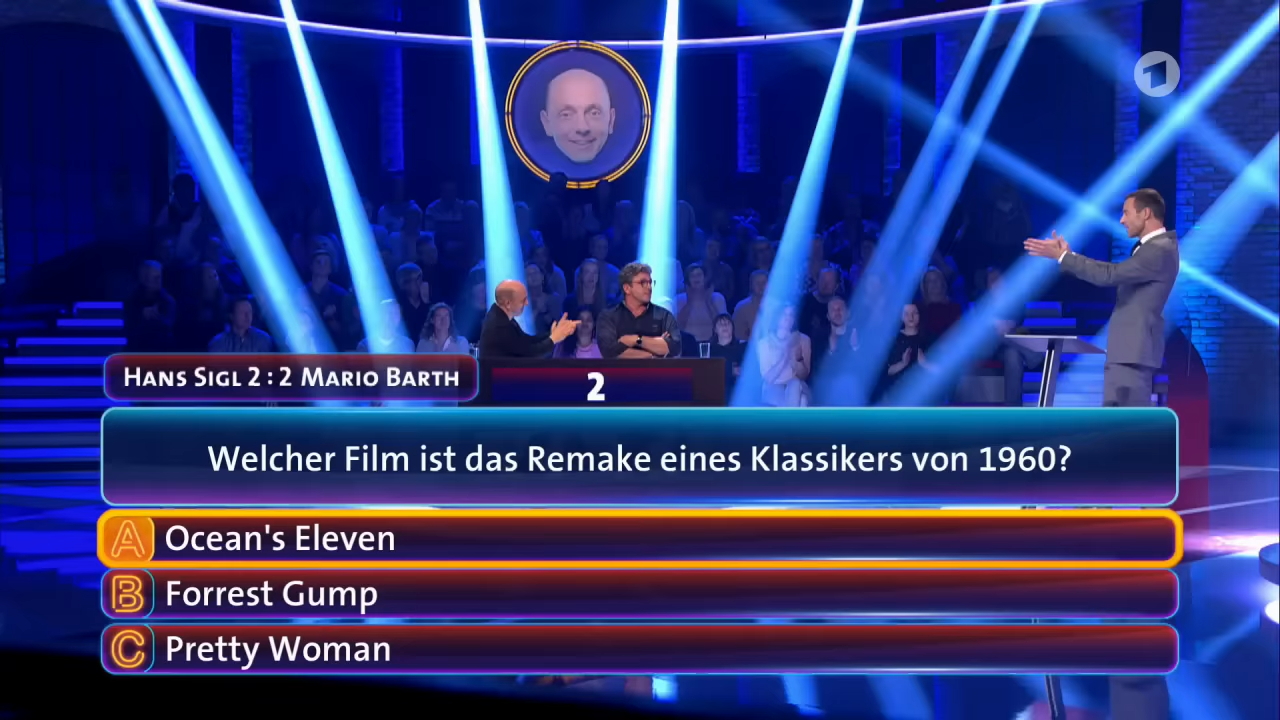 1
HANS SIGL 2 : 2 MARIO BARTH
2
Welcher Film ist das Remake eines Klassikers von 1960?
A Ocean's Eleven
B Forrest Gump
C Pretty Woman